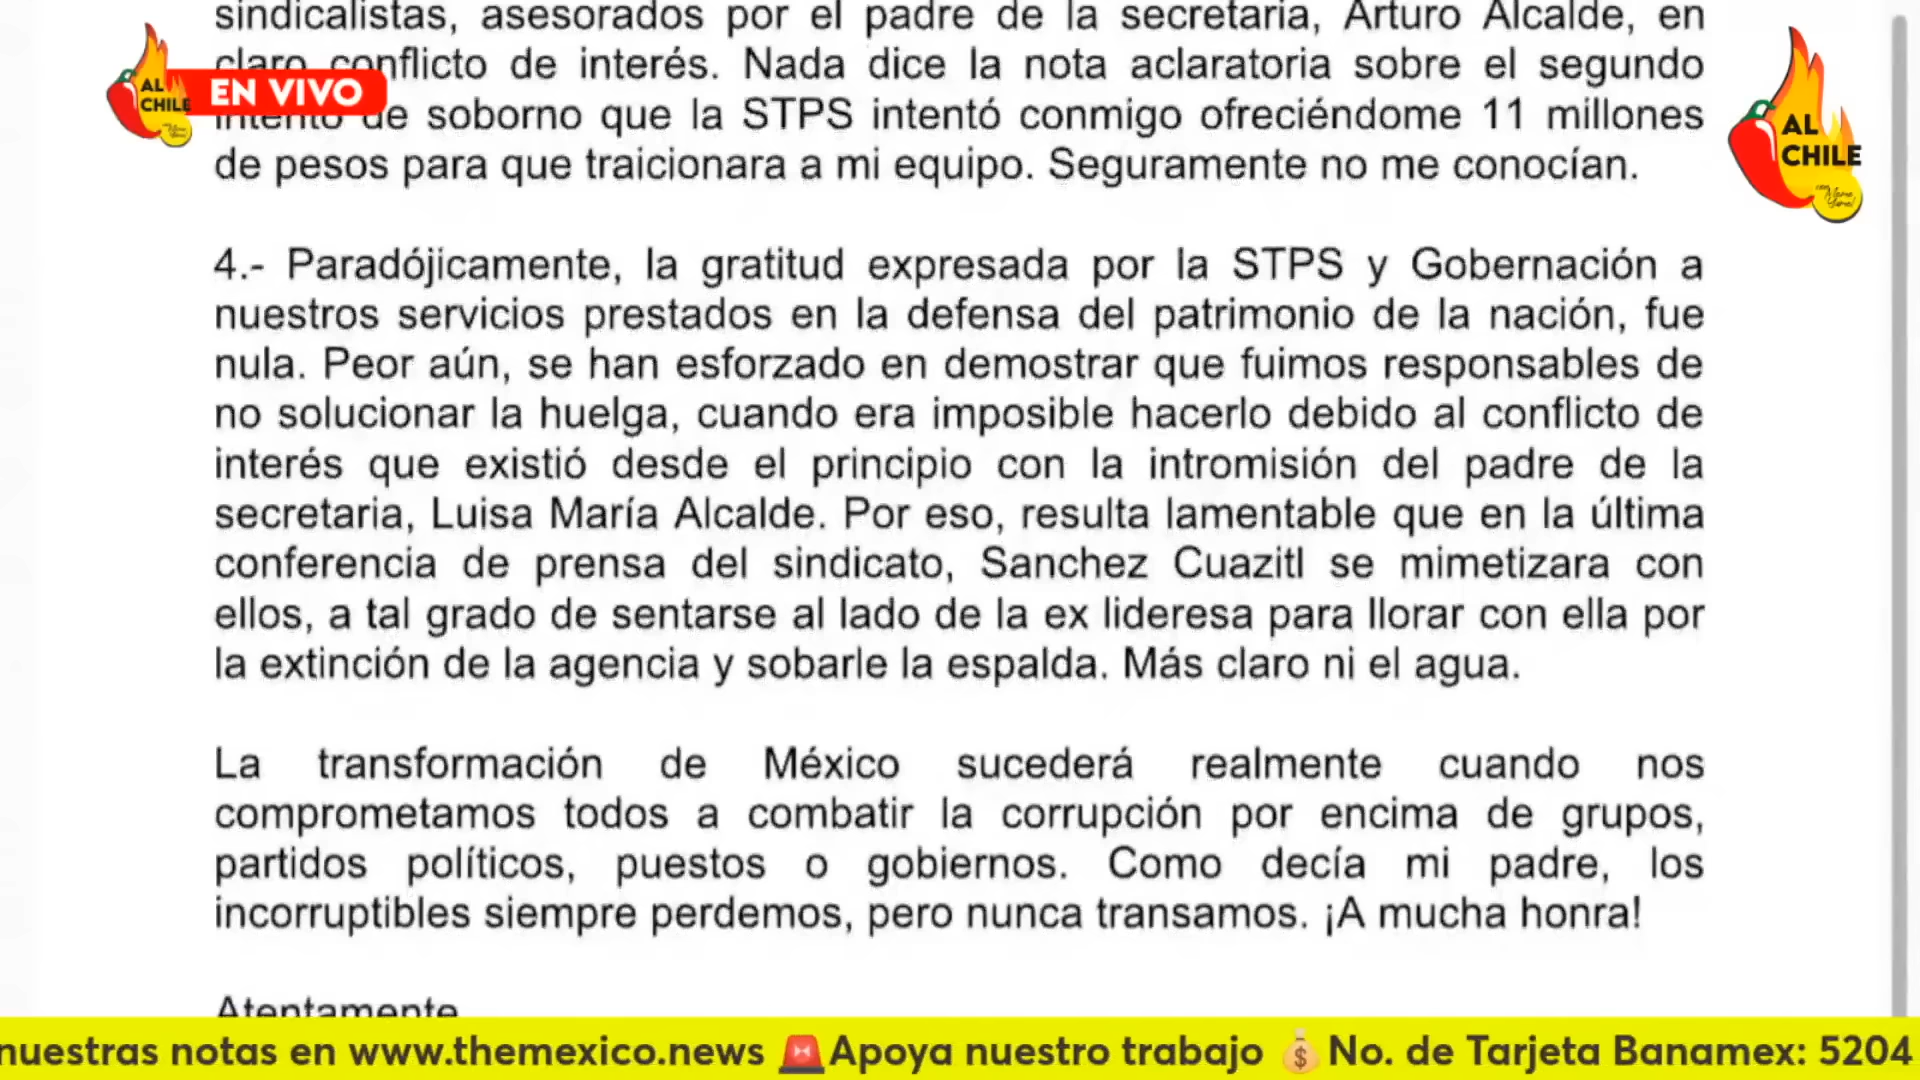 sindicalistas, asesorados por el padre de la secretaria, Arturo Alcalde, en
claro conflicto de interés. Nada dice la nota aclaratoria sobre el segundo
intento de soborno que la STPS intentó conmigo ofreciéndome 11 millones
de pesos para que traicionara a mi equipo. Seguramente no me conocían.
AL
CHILE
EN VIVO
AL
CHILE
4.- Paradójicamente, la gratitud expresada por la STPS y Gobernación a
nuestros servicios prestados en la defensa del patrimonio de la nación, fue
nula. Peor aún, se han esforzado en demostrar que fuimos responsables de
no solucionar la huelga, cuando era imposible hacerlo debido al conflicto de
interés que existió desde el principio con la intromisión del padre de la
secretaria, Luisa María Alcalde. Por eso, resulta lamentable que en la última
conferencia de prensa del sindicato, Sanchez Cuazitl se mimetizara con
ellos, a tal grado de sentarse al lado de la ex lideresa para llorar con ella por
la extinción de la agencia y sobarle la espalda. Más claro ni el agua.
La transformación de México sucederá realmente cuando nos
comprometamos todos a combatir la corrupción por encima de grupos,
partidos políticos, puestos o gobiernos. Como decía mi padre, los
incorruptibles siempre perdemos, pero nunca transamos. ¡A mucha honra!
Atentamente
nuestras notas en www.themexico.news 🚨Apoya nuestro trabajo 💰No. de Tarjeta Banamex: 5204